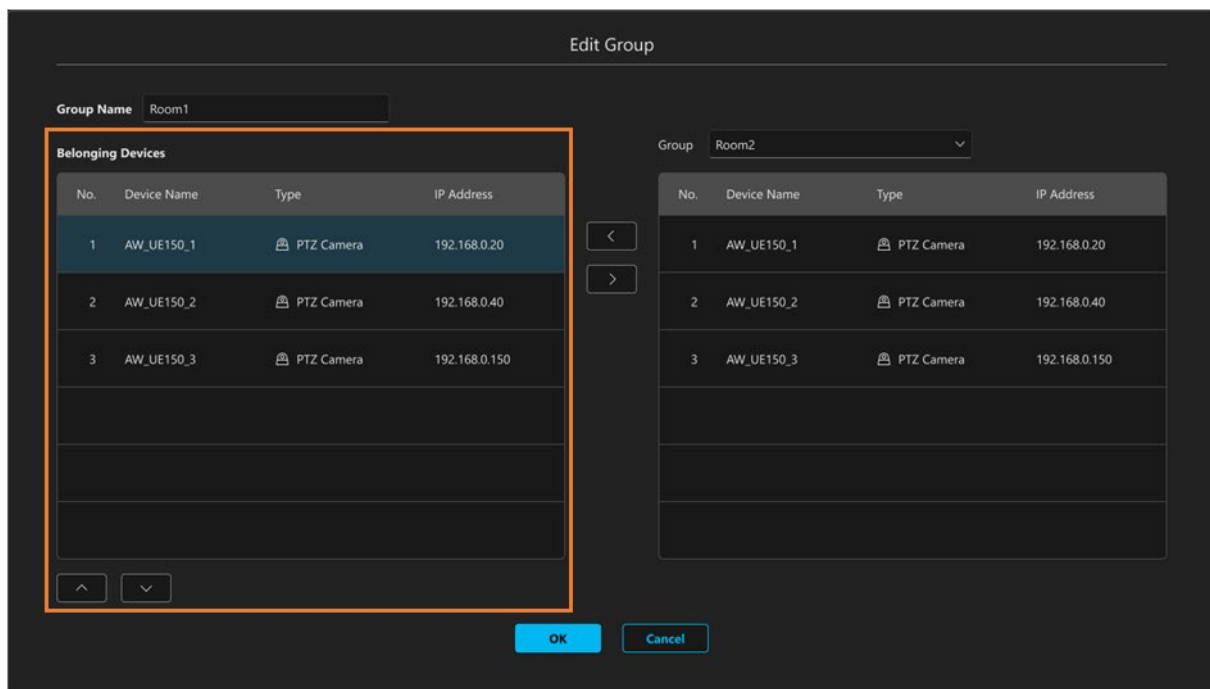 Edit Group
Group Name Room1
Belonging Devices
No. Device Name Type IP Address
1 AW_UE150_1 PTZ Camera 192.168.0.20
2 AW_UE150_2 PTZ Camera 192.168.0.40
3 AW_UE150_3 PTZ Camera 192.168.0.150
Group Room2
No. Device Name Type IP Address
1 AW_UE150_1 PTZ Camera 192.168.0.20
2 AW_UE150_2 PTZ Camera 192.168.0.40
3 AW_UE150_3 PTZ Camera 192.168.0.150
OK Cancel